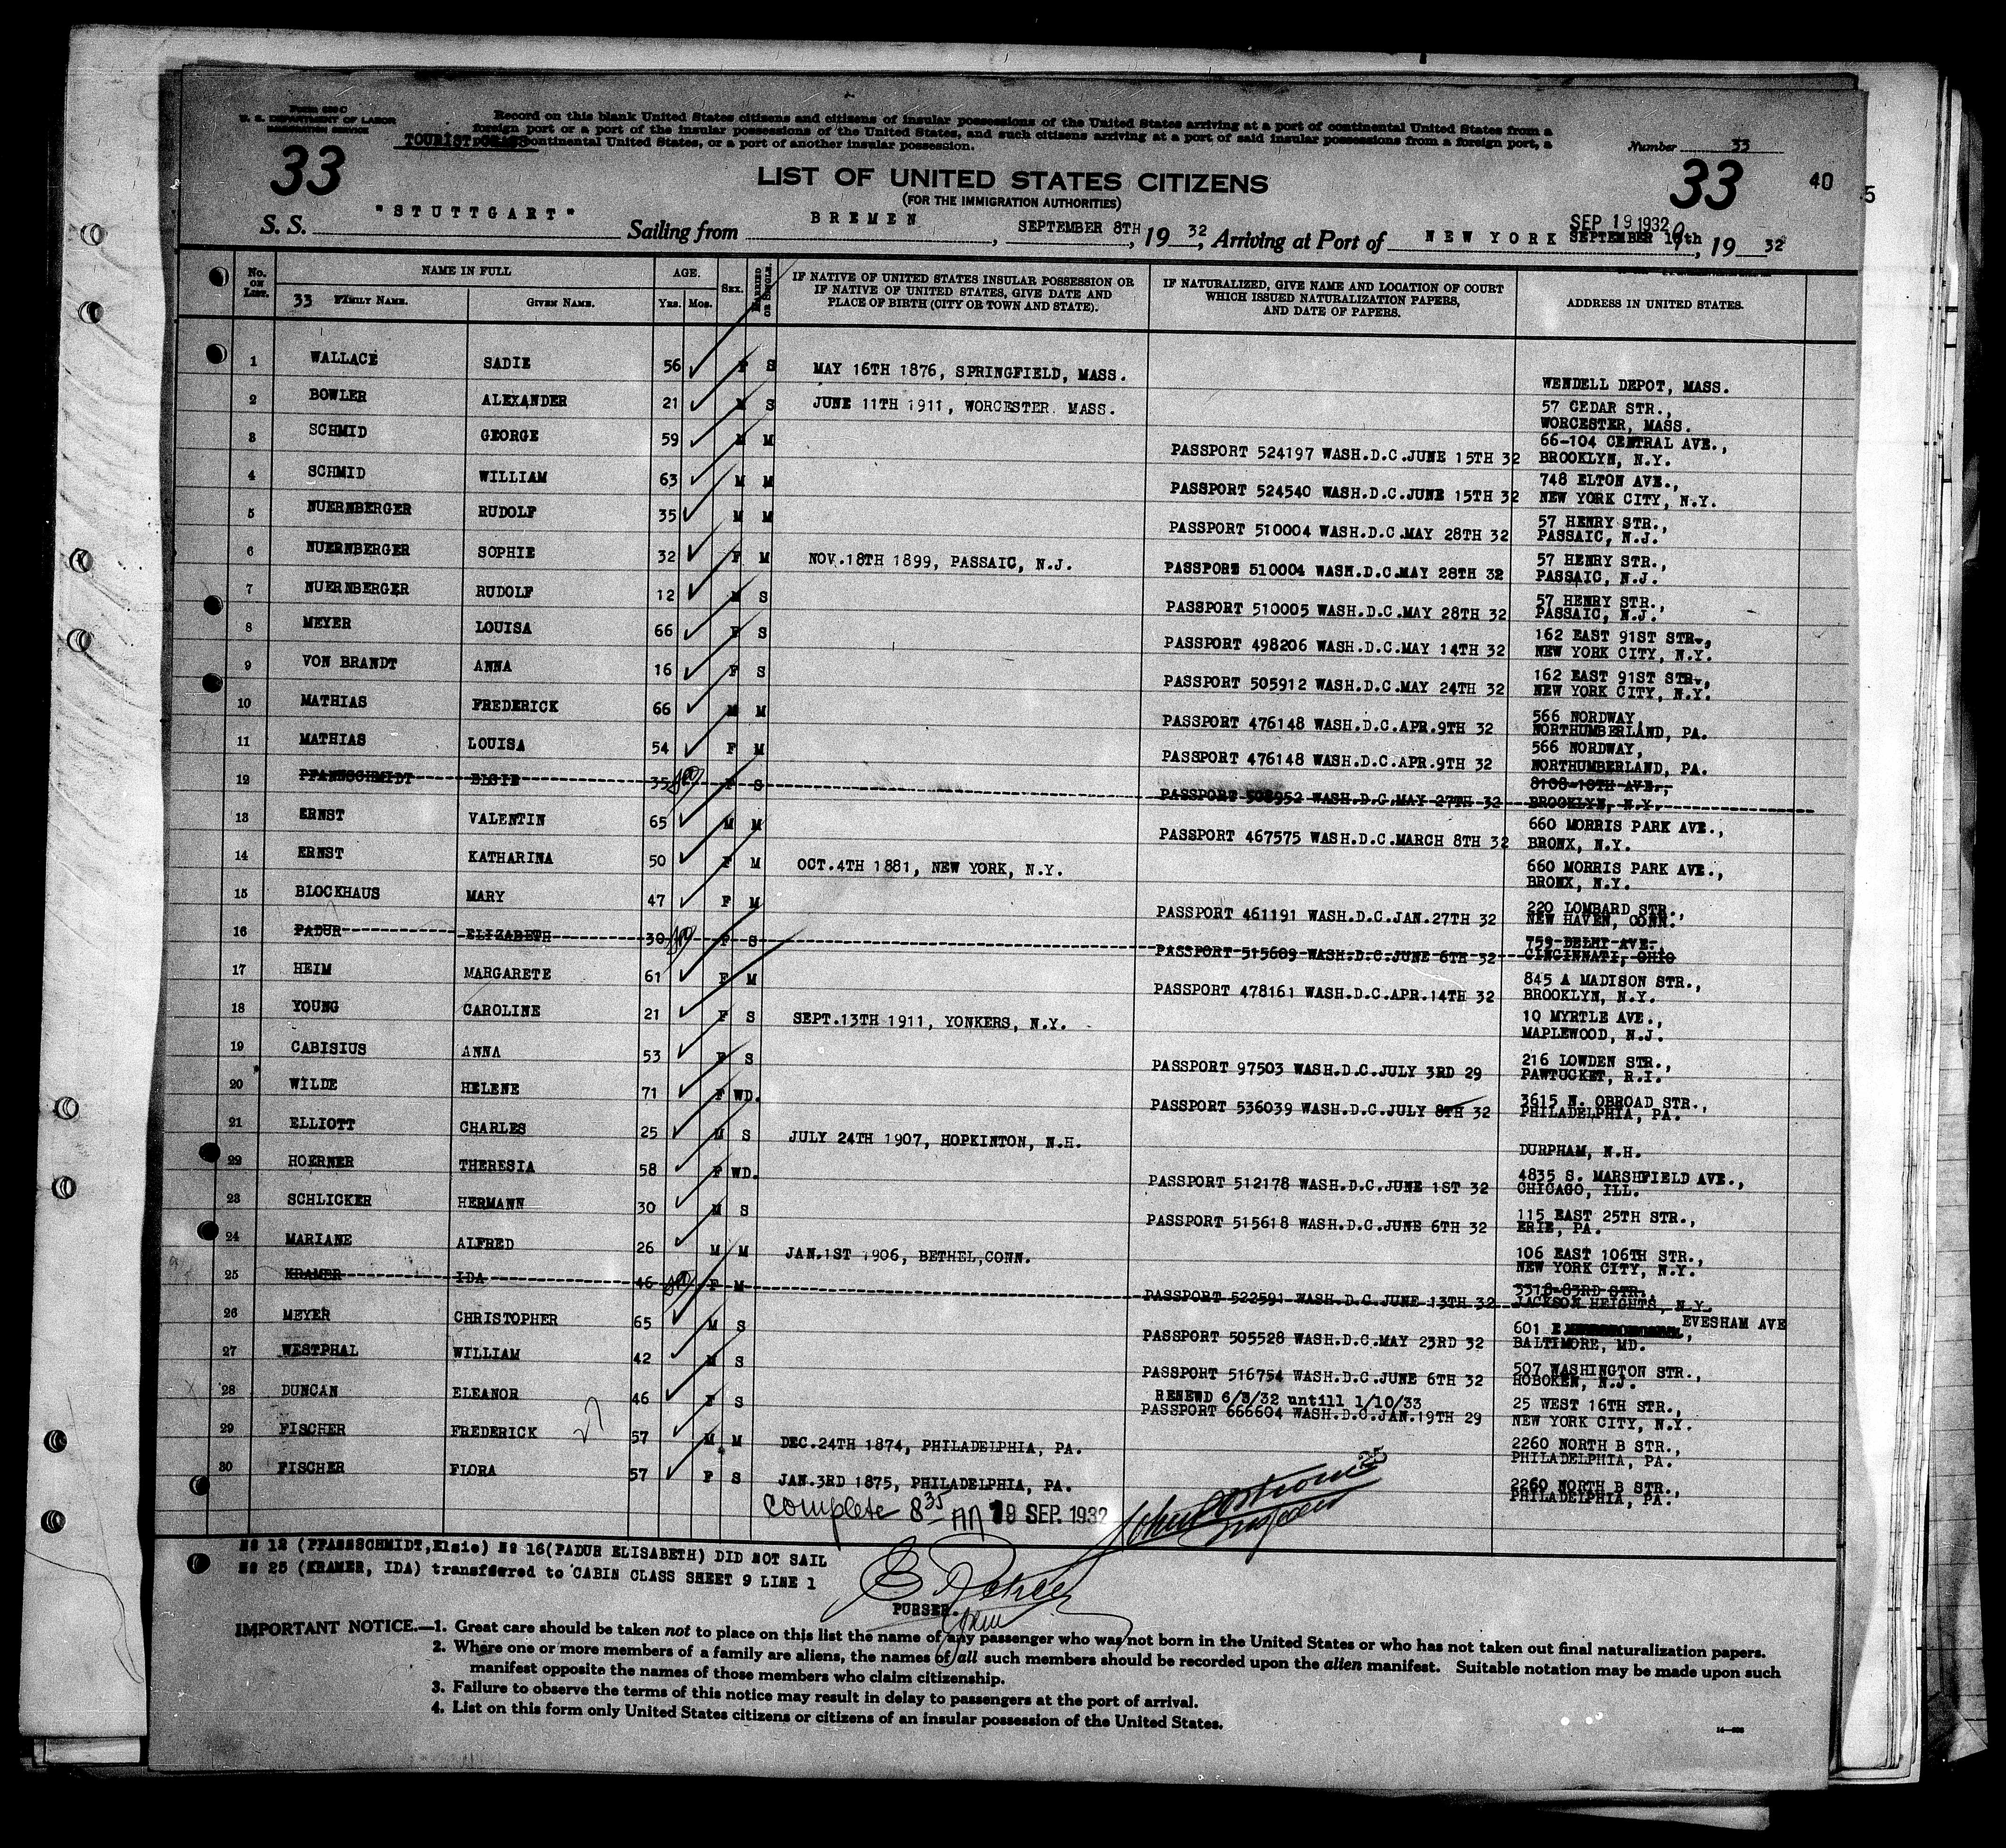 Form 630 C
U. S. DEPARTMENT OF LABOR
IMMIGRATION SERVICE
Record on this blank United States citizens and citizens of insular possessions of the United States arriving at a port of continental United States from a
foreign port or a port of the insular possessions of the United States, and such citizens arriving at a port of said insular possessions from a foreign port, a
TOURIST continental United States, or a port of another insular possession.
Number 33
33
33
40
5
LIST OF UNITED STATES CITIZENS
(FOR THE IMMIGRATION AUTHORITIES)
SEP 19 1932
S. S. "STUTTGART" Sailing from BREMEN, SEPTEMBER 8TH, 1932, Arriving at Port of NEW YORK SEPTEMBER 19th, 1932
No. ON LIST. NAME IN FULL AGE. SEX. MARRIED OR SINGLE. IF NATIVE OF UNITED STATES INSULAR POSSESSION OR IF NATIVE OF UNITED STATES, GIVE DATE AND PLACE OF BIRTH (CITY OR TOWN AND STATE). IF NATURALIZED, GIVE NAME AND LOCATION OF COURT WHICH ISSUED NATURALIZATION PAPERS, AND DATE OF PAPERS. ADDRESS IN UNITED STATES.
33 FAMILY NAME. GIVEN NAME. Yrs. Mos.
1 WALLACE SADIE 56 F S MAY 16TH 1876, SPRINGFIELD, MASS. WENDELL DEPOT, MASS.
2 BOWLER ALEXANDER 21 M S JUNE 11TH 1911, WORCESTER MASS. 57 CEDAR STR., WORCESTER, MASS.
3 SCHMID GEORGE 59 M M PASSPORT 524197 WASH.D.C.JUNE 15TH 32 66-104 CENTRAL AVE., BROOKLYN, N.Y.
4 SCHMID WILLIAM 63 M M PASSPORT 524540 WASH.D.C.JUNE 15TH 32 748 ELTON AVE., NEW YORK CITY, N.Y.
5 NUERNBERGER RUDOLF 35 M M PASSPORT 510004 WASH.D.C.MAY 28TH 32 57 HENRY STR., PASSAIC, N.J.
6 NUERNBERGER SOPHIE 32 F M NOV.18TH 1899, PASSAIC, N.J. PASSPORT 510004 WASH.D.C.MAY 28TH 32 57 HENRY STR., PASSAIC, N.J.
7 NUERNBERGER RUDOLF 12 M S PASSPORT 510005 WASH.D.C.MAY 28TH 32 57 HENRY STR., PASSAIC, N.J.
8 MEYER LOUISA 66 F S PASSPORT 498206 WASH.D.C.MAY 14TH 32 162 EAST 91ST STR., NEW YORK CITY, N.Y.
9 VON BRANDT ANNA 16 F S PASSPORT 505912 WASH.D.C.MAY 24TH 32 162 EAST 91ST STR., NEW YORK CITY, N.Y.
10 MATHIAS FREDERICK 66 M M PASSPORT 476148 WASH.D.C.APR.9TH 32 566 NORDWAY, NORTHUMBERLAND, PA.
11 MATHIAS LOUISA 54 F M PASSPORT 476148 WASH.D.C.APR.9TH 32 566 NORDWAY, NORTHUMBERLAND, PA.
12 PFANNSCHMIDT ELSIE 35 F S PASSPORT 508952 WASH.D.C.MAY 27TH 32 8108-10TH AVE., BROOKLYN, N.Y.
13 ERNST VALENTIN 65 M M PASSPORT 467575 WASH.D.C.MARCH 8TH 32 660 MORRIS PARK AVE., BRONX, N.Y.
14 ERNST KATHARINA 50 F M OCT.4TH 1881, NEW YORK, N.Y. 660 MORRIS PARK AVE., BRONX, N.Y.
15 BLOCKHAUS MARY 47 F M PASSPORT 461191 WASH.D.C.JAN.27TH 32 220 LOMBARD STR., NEW HAVEN, CONN.
16 PADUR ELIZABETH 30 F S PASSPORT 515609 WASH.D.C.JUNE 6TH 32 759 DELHY AVE., CINCINNATI, OHIO
17 HEIM MARGARETE 61 F M PASSPORT 478161 WASH.D.C.APR.14TH 32 845 A MADISON STR., BROOKLYN, N.Y.
18 YOUNG CAROLINE 21 F S SEPT.13TH 1911, YONKERS, N.Y. 10 MYRTLE AVE., MAPLEWOOD, N.J.
19 CABISIUS ANNA 53 F S PASSPORT 97503 WASH.D.C.JULY 3RD 29 216 LOWDEN STR., PAWTUCKET, R.I.
20 WILDE HELENE 71 F WD. PASSPORT 536039 WASH.D.C.JULY 8TH 32 3615 N. OBROAD STR., PHILADELPHIA, PA.
21 ELLIOTT CHARLES 25 M S JULY 24TH 1907, HOPKINTON, N.H. DURPHAM, N.H.
22 HOERNER THERESIA 58 F WD. PASSPORT 512178 WASH.D.C.JUNE 1ST 32 4835 S. MARSHFIELD AVE., CHICAGO, ILL.
23 SCHLICKER HERMANN 30 M S PASSPORT 515618 WASH.D.C.JUNE 6TH 32 115 EAST 25TH STR., ERIE, PA.
24 MARIANE ALFRED 26 M M JAN.1ST 1906, BETHEL,CONN. 106 EAST 106TH STR., NEW YORK CITY, N.Y.
25 KRAMER IDA 46 F M PASSPORT 522591 WASH.D.C.JUNE 13TH 32 3318-83RD STR., JACKSON HEIGHTS, N.Y.
26 MEYER CHRISTOPHER 65 M S PASSPORT 505528 WASH.D.C.MAY 23RD 32 601 E EVESHAM AVE, BALTIMORE, MD.
27 WESTPHAL WILLIAM 42 M S PASSPORT 516754 WASH.D.C.JUNE 6TH 32 507 WASHINGTON STR., HOBOKEN, N.J.
28 DUNCAN ELEANOR 46 F S RENEWD 6/8/32 untill 1/10/33 PASSPORT 666604 WASH.D.C.JAN.19TH 29 25 WEST 16TH STR., NEW YORK CITY, N.Y.
29 FISCHER FREDERICK 57 M M DEC.24TH 1874, PHILADELPHIA, PA. 2260 NORTH B STR., PHILADELPHIA, PA.
30 FISCHER FLORA 57 F S JAN.3RD 1875, PHILADELPHIA, PA. 2260 NORTH B STR., PHILADELPHIA, PA.
complete 8 35 AM 19 SEP. 1932
No 12 (PFANNSCHMIDT,Elsie) No 16(PADUR ELISABETH) DID NOT SAIL
No 25 (KRAMER, IDA) transferred to CABIN CLASS SHEET 9 LINE 1
PURSER.
IMPORTANT NOTICE.—1. Great care should be taken not to place on this list the name of any passenger who was not born in the United States or who has not taken out final naturalization papers.
2. Where one or more members of a family are aliens, the names of all such members should be recorded upon the alien manifest. Suitable notation may be made upon such
manifest opposite the names of those members who claim citizenship.
3. Failure to observe the terms of this notice may result in delay to passengers at the port of arrival.
4. List on this form only United States citizens or citizens of an insular possession of the United States.